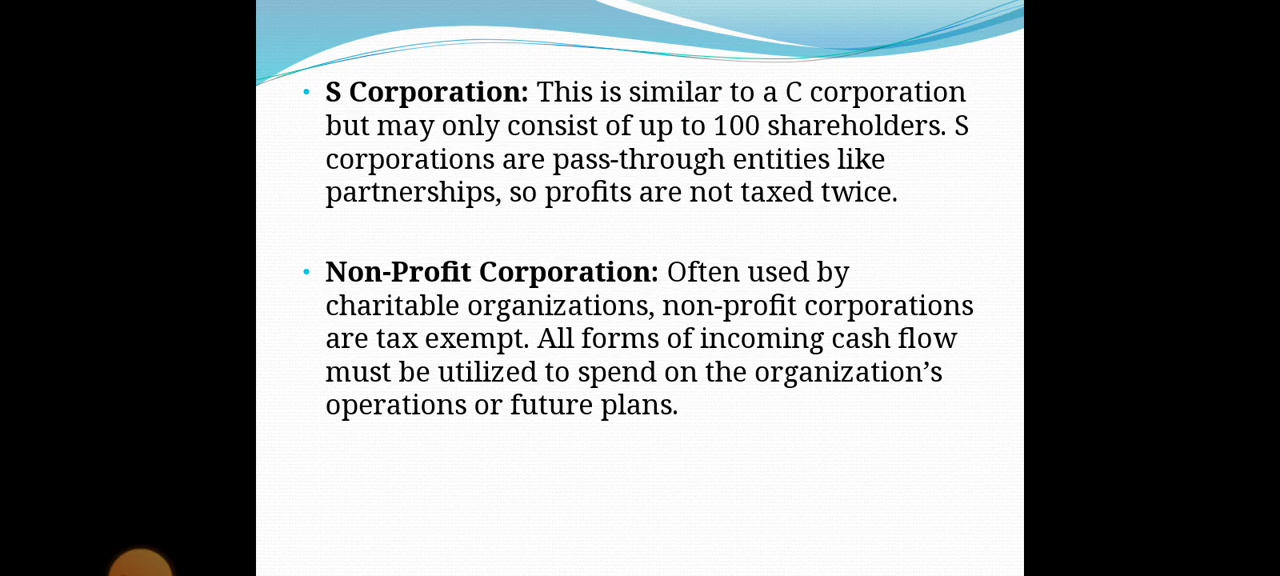 • S Corporation: This is similar to a C corporation
but may only consist of up to 100 shareholders. S
corporations are pass-through entities like
partnerships, so profits are not taxed twice.
• Non-Profit Corporation: Often used by
charitable organizations, non-profit corporations
are tax exempt. All forms of incoming cash flow
must be utilized to spend on the organization’s
operations or future plans.